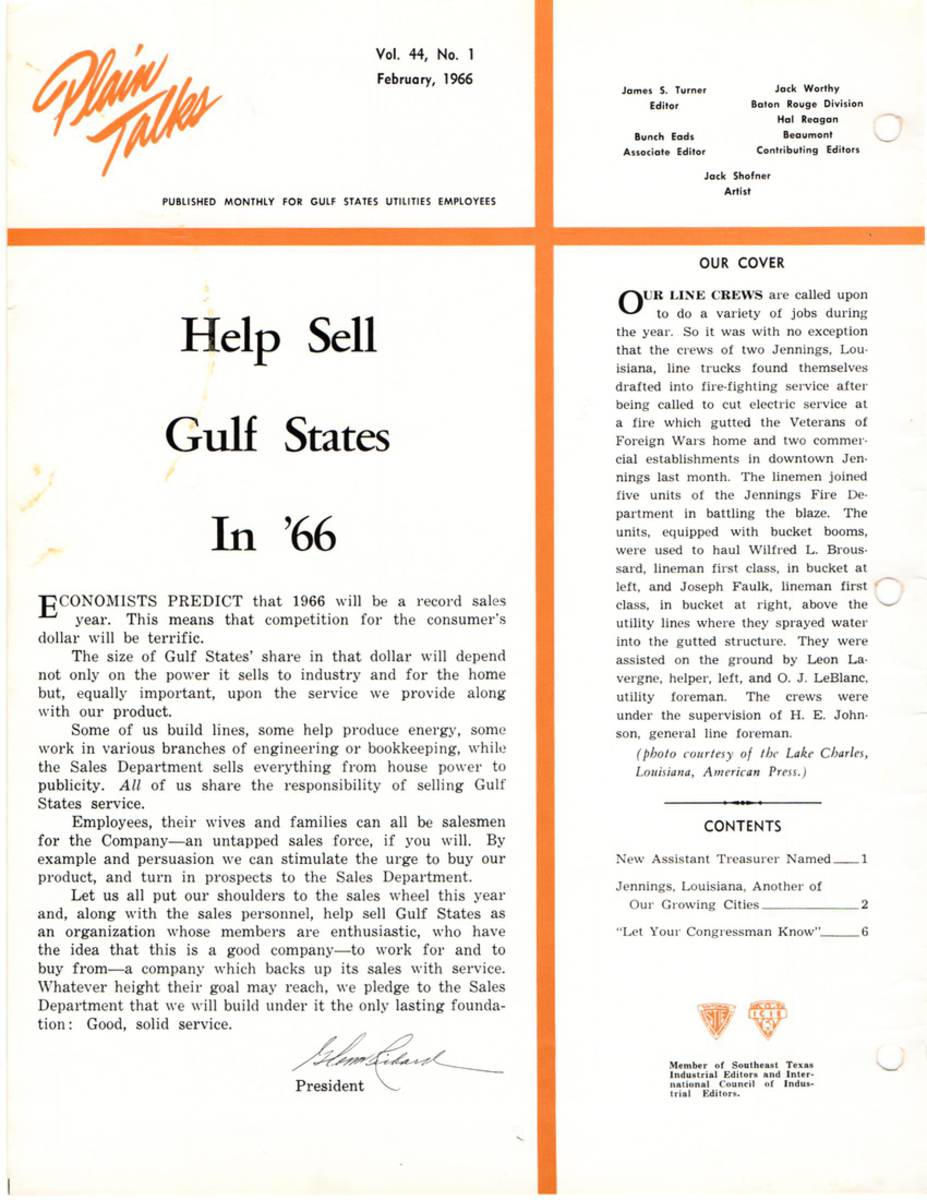 Plain
Talks
Vol. 44, No. 1
February, 1966
PUBLISHED MONTHLY FOR GULF STATES UTILITIES EMPLOYEES
James S. Turner
Editor
Bunch Eads
Associate Editor
Jack Worthy
Baton Rouge Division
Hal Reagan
Beaumont
Contributing Editors
Jack Shofner
Artist
Help Sell
Gulf States
In '66
ECONOMISTS PREDICT that 1966 will be a record sales
year. This means that competition for the consumer's
dollar will be terrific.
The size of Gulf States' share in that dollar will depend
not only on the power it sells to industry and for the home
but, equally important, upon the service we provide along
with our product.
Some of us build lines, some help produce energy, some
work in various branches of engineering or bookkeeping, while
the Sales Department sells everything from house power to
publicity. All of us share the responsibility of selling Gulf
States service.
Employees, their wives and families can all be salesmen
for the Company—an untapped sales force, if you will. By
example and persuasion we can stimulate the urge to buy our
product, and turn in prospects to the Sales Department.
Let us all put our shoulders to the sales wheel this year
and, along with the sales personnel, help sell Gulf States as
an organization whose members are enthusiastic, who have
the idea that this is a good company—to work for and to
buy from—a company which backs up its sales with service.
Whatever height their goal may reach, we pledge to the Sales
Department that we will build under it the only lasting founda-
tion: Good, solid service.
President
OUR COVER
OUR LINE CREWS are called upon
to do a variety of jobs during
the year. So it was with no exception
that the crews of two Jennings, Lou-
isiana, line trucks found themselves
drafted into fire-fighting service after
being called to cut electric service at
a fire which gutted the Veterans of
Foreign Wars home and two commer-
cial establishments in downtown Jen-
nings last month. The linemen joined
five units of the Jennings Fire De-
partment in battling the blaze. The
units, equipped with bucket booms,
were used to haul Wilfred L. Brous-
sard, lineman first class, in bucket at
left, and Joseph Faulk, lineman first
class, in bucket at right, above the
utility lines where they sprayed water
into the gutted structure. They were
assisted on the ground by Leon La-
vergne, helper, left, and O. J. LeBlanc,
utility foreman. The crews were
under the supervision of H. E. John-
son, general line foreman.
(photo courtesy of the Lake Charles,
Louisiana, American Press.)
CONTENTS
New Assistant Treasurer Named 1
Jennings, Louisiana, Another of
Our Growing Cities 2
"Let Your Congressman Know" 6
Member of Southeast Texas
Industrial Editors and Inter-
national Council of Indus-
trial Editors.